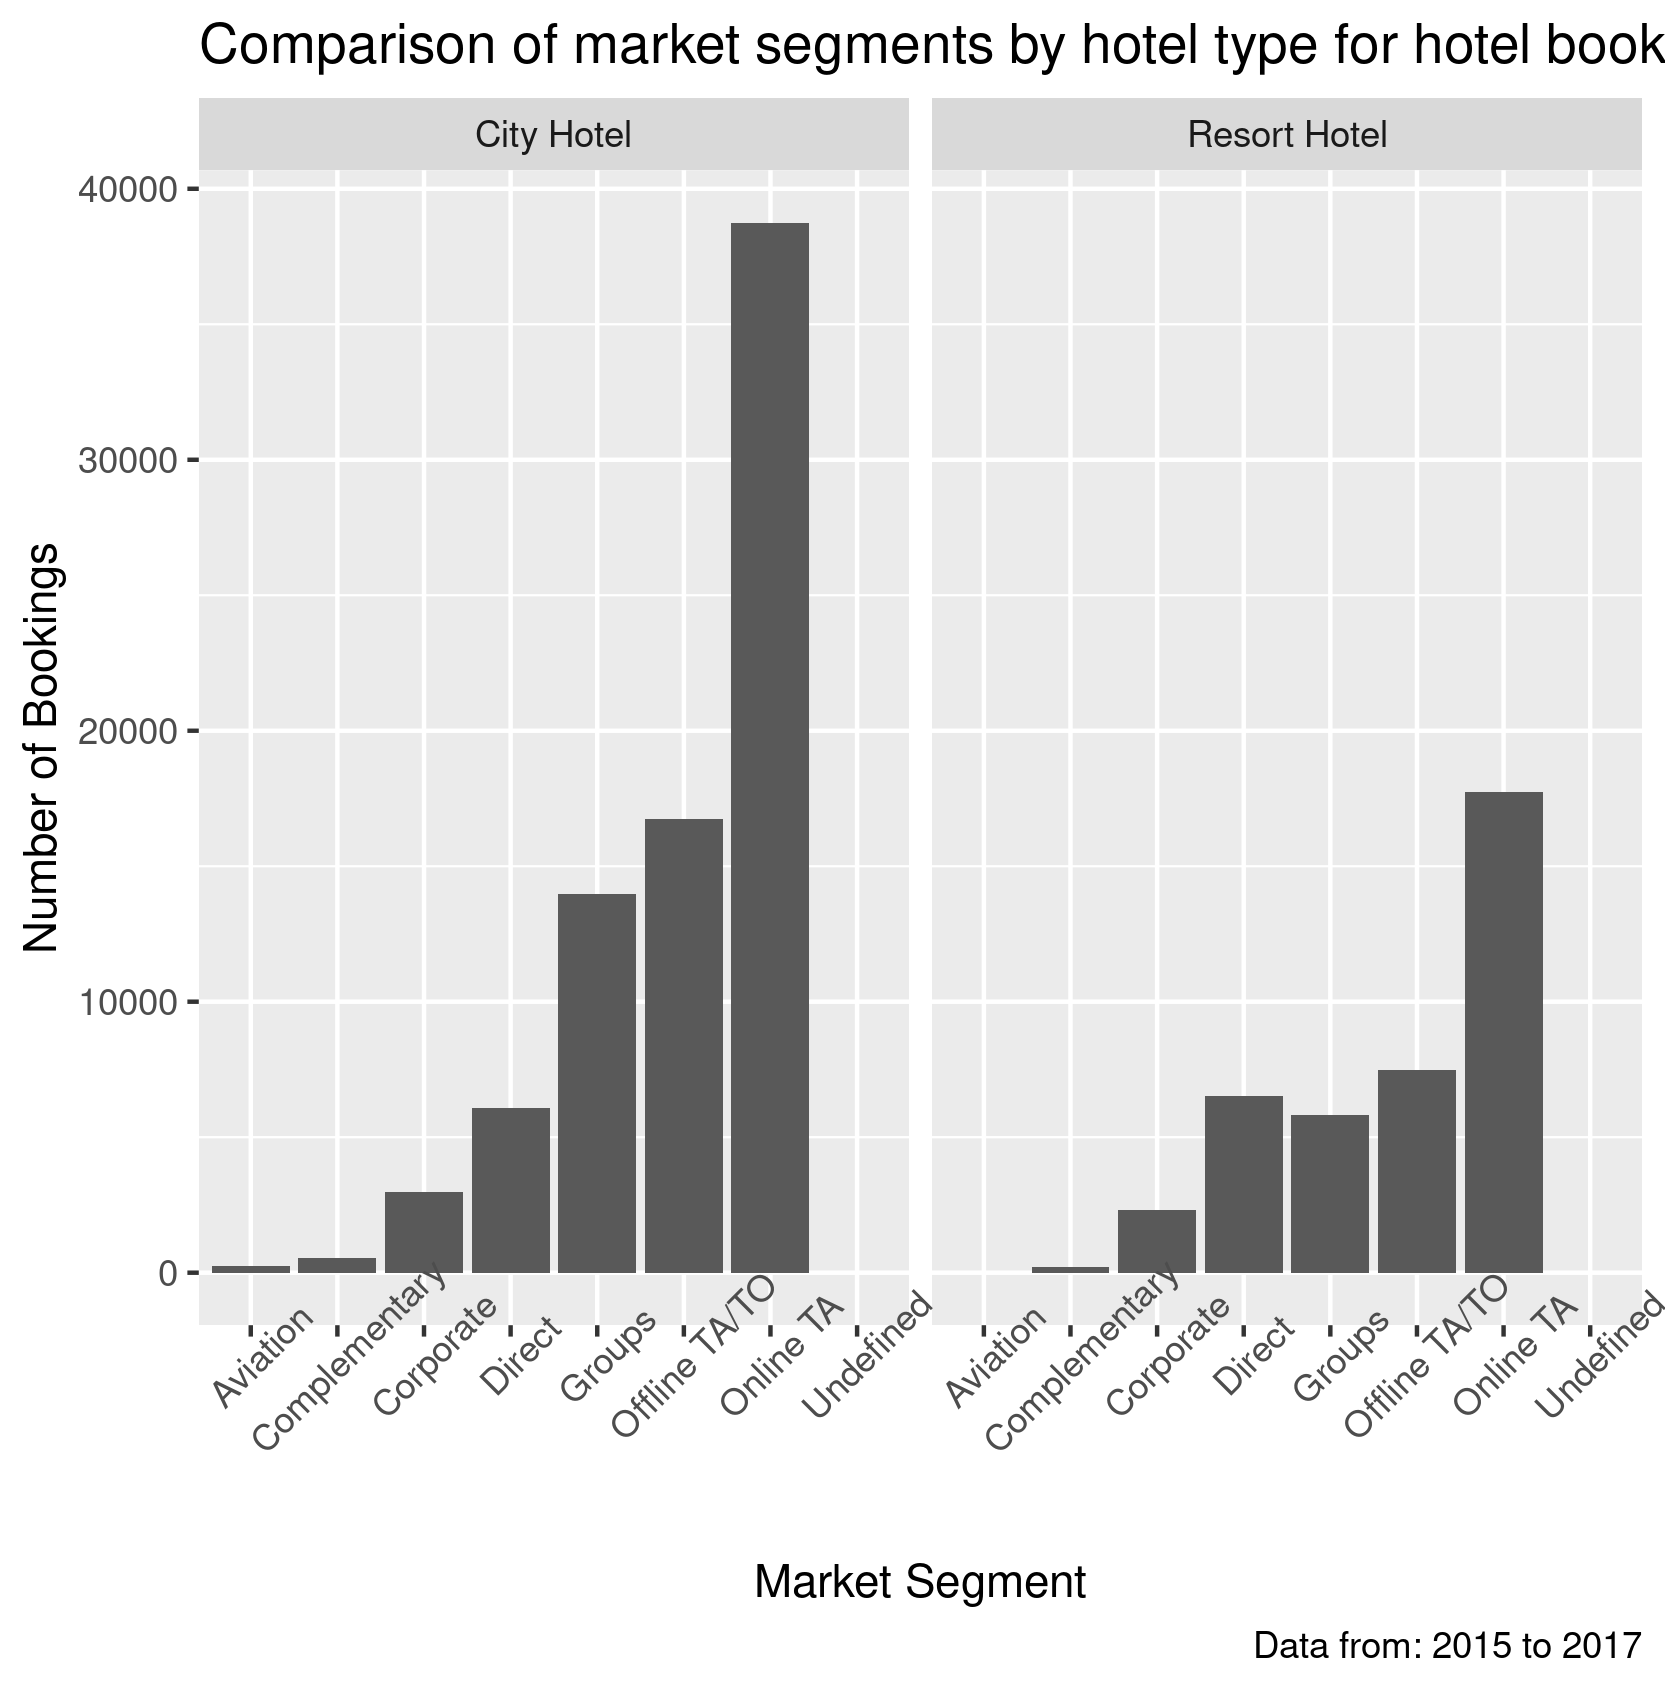 Comparison of market segments by hotel type for hotel book
City Hotel
Resort Hotel
40000
30000
20000
10000
0
Number of Bookings
Aviation
Complementary
Corporate
Direct
Groups
Offline TA/TO
Online TA
Undefined
Aviation
Complementary
Corporate
Direct
Groups
Offline TA/TO
Online TA
Undefined
Market Segment
Data from: 2015 to 2017